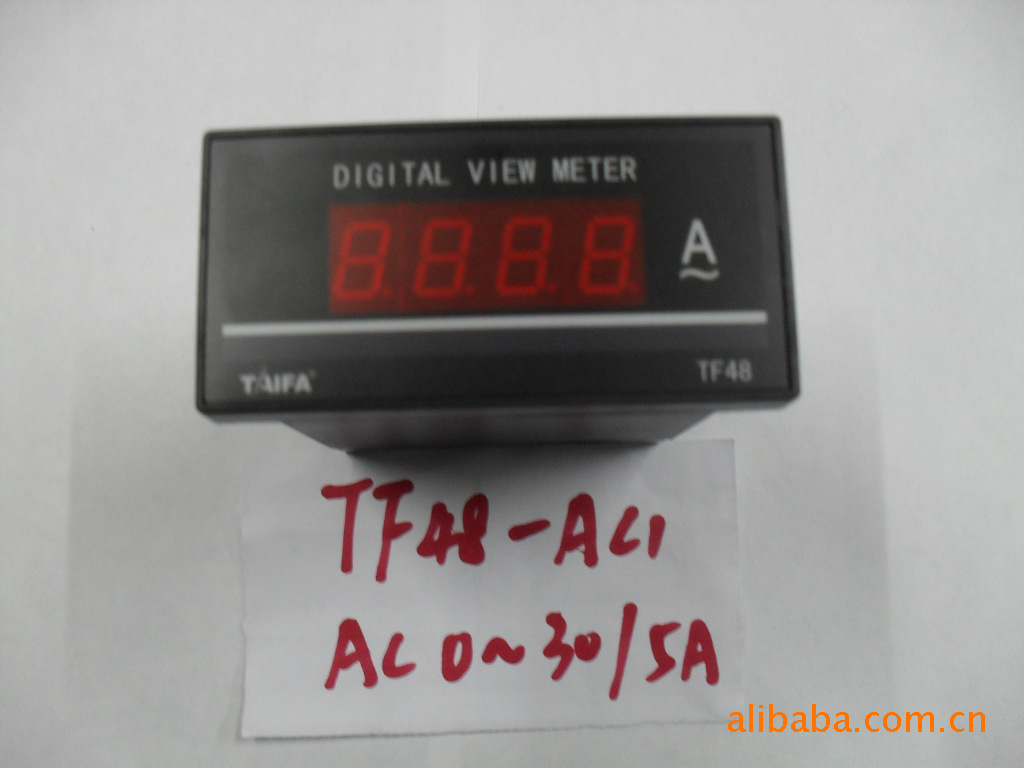 DIGITAL VIEW METER
8.8.8.8.
A
~
TAIFA
TF48
TF48-AC1
AC 0~30/5A
alibaba.com.cn